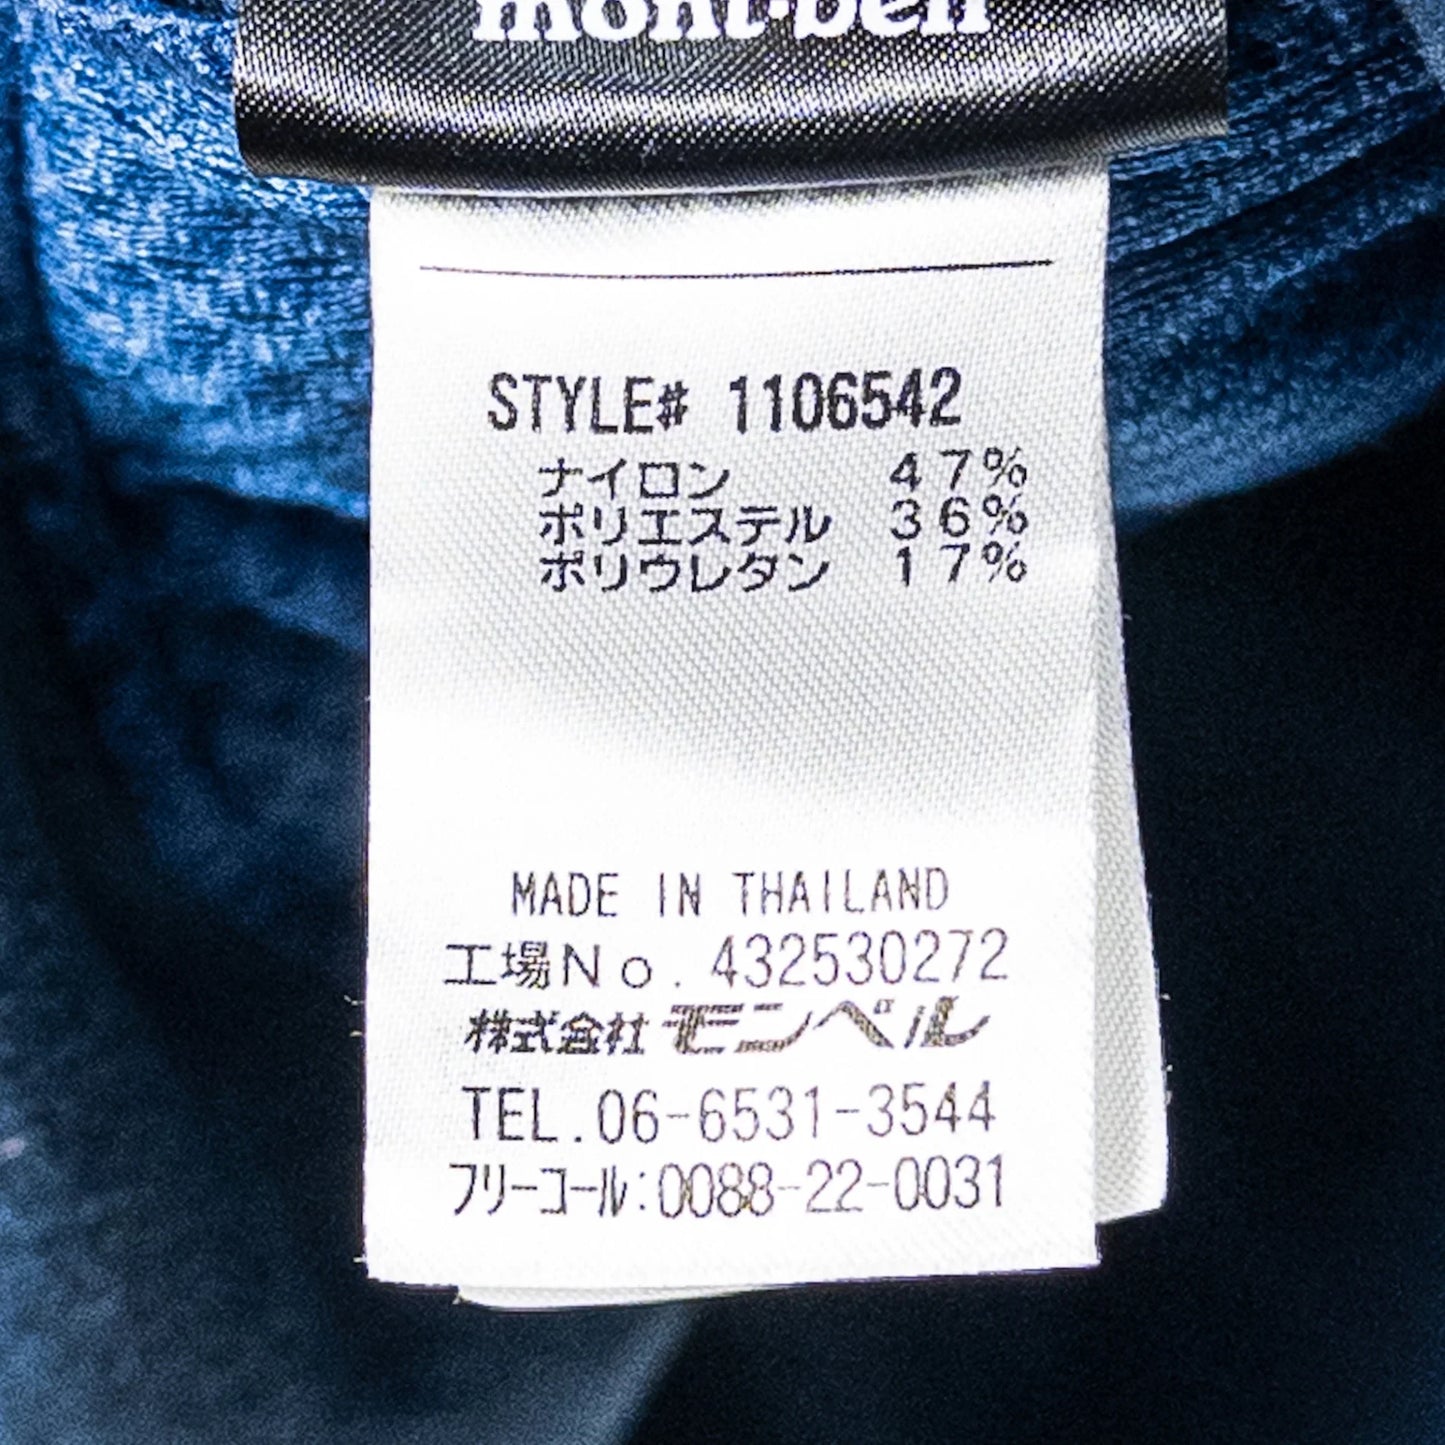 mont-bell
STYLE# 1106542
ナイロン 47%
ポリエステル 36%
ポリウレタン 17%
MADE IN THAILAND
工場No. 432530272
株式会社モンベル
TEL.06-6531-3544
フリーコール:0088-22-0031